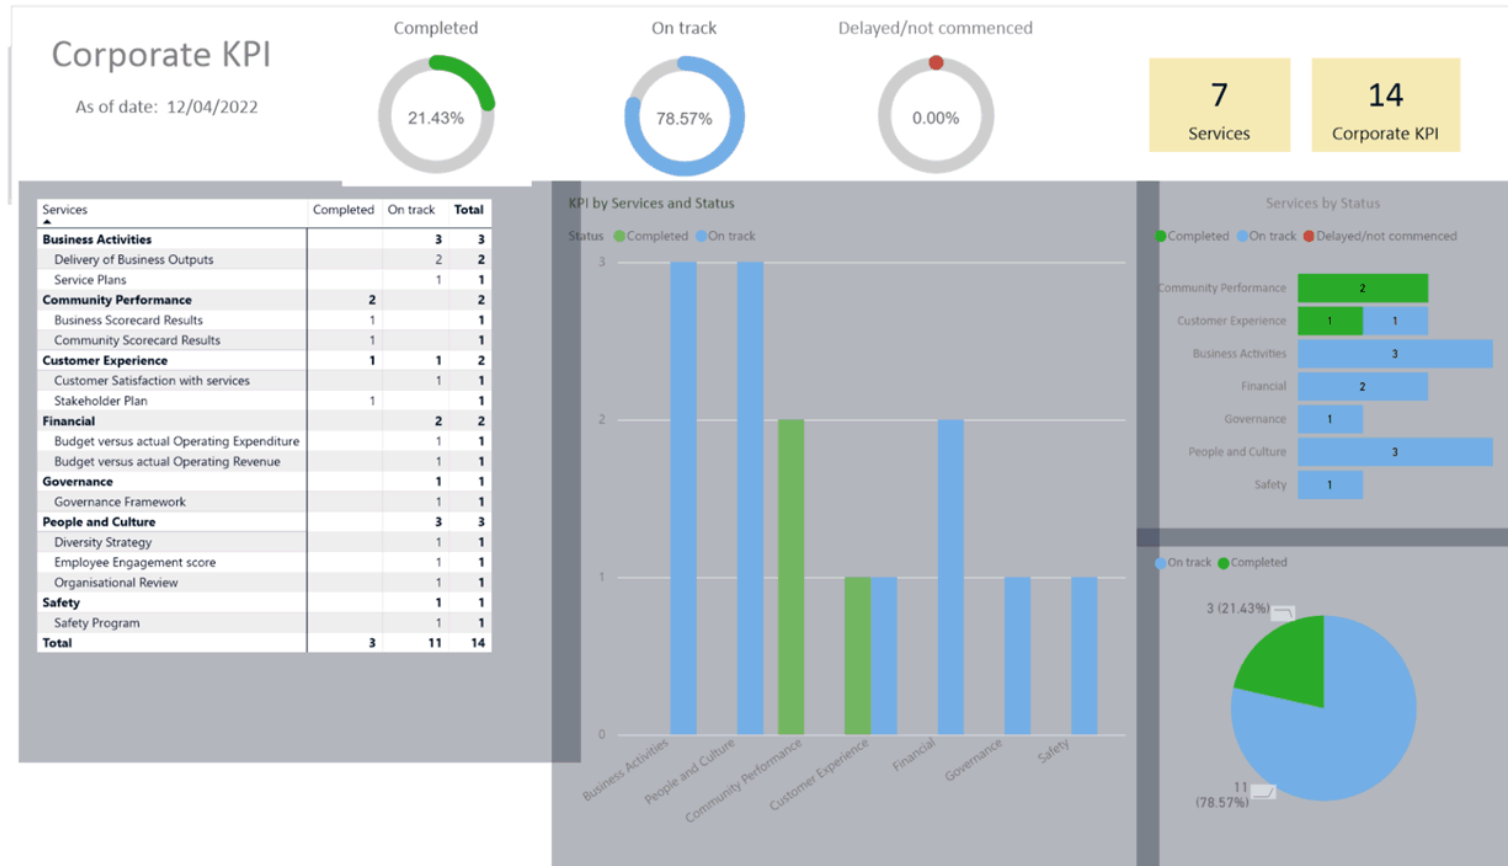 Corporate KPI
As of date: 12/04/2022
Completed
21.43%
On track
78.57%
Delayed/not commenced
0.00%
7
Services
14
Corporate KPI
Services Completed On track Total
Business Activities 3 3
Delivery of Business Outputs 2 2
Service Plans 1 1
Community Performance 2 2
Business Scorecard Results 1 1
Community Scorecard Results 1 1
Customer Experience 1 1 2
Customer Satisfaction with services 1 1
Stakeholder Plan 1 1
Financial 2 2
Budget versus actual Operating Expenditure 1 1
Budget versus actual Operating Revenue 1 1
Governance 1 1
Governance Framework 1 1
People and Culture 3 3
Diversity Strategy 1 1
Employee Engagement score 1 1
Organisational Review 1 1
Safety 1 1
Safety Program 1 1
Total 3 11 14
KPI by Services and Status
Status Completed On track
3
2
1
0
Business Activities
People and Culture
Community Performance
Customer Experience
Financial
Governance
Safety
Services by Status
Completed On track Delayed/not commenced
Community Performance 2
Customer Experience 1 1
Business Activities 3
Financial 2
Governance 1
People and Culture 3
Safety 1
On track Completed
3 (21.43%)
11
(78.57%)